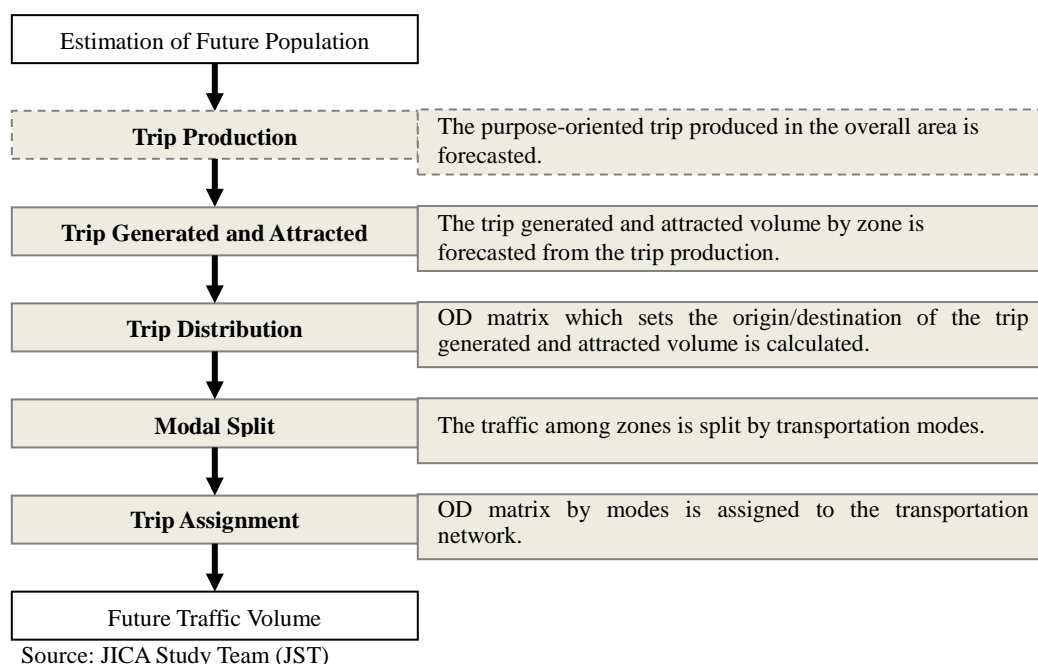 Estimation of Future Population
Trip Production
The purpose-oriented trip produced in the overall area is
forecasted.
Trip Generated and Attracted
The trip generated and attracted volume by zone is
forecasted from the trip production.
Trip Distribution
OD matrix which sets the origin/destination of the trip
generated and attracted volume is calculated.
Modal Split
The traffic among zones is split by transportation modes.
Trip Assignment
OD matrix by modes is assigned to the transportation
network.
Future Traffic Volume
Source: JICA Study Team (JST)